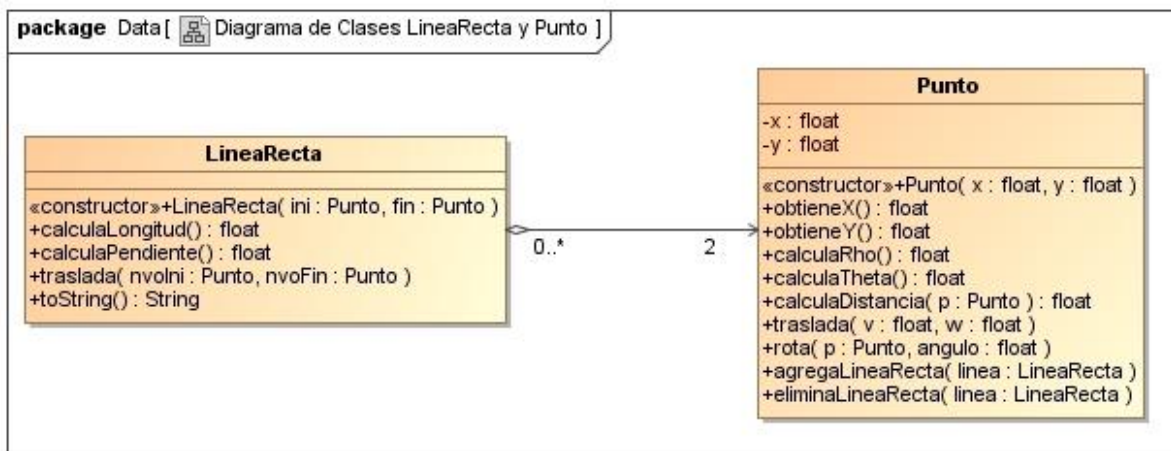 package Data [ Diagrama de Clases LineaRecta y Punto ]
LineaRecta
«constructor»+LineaRecta( ini : Punto, fin : Punto )
+calculaLongitud() : float
+calculaPendiente() : float
+traslada( nvoIni : Punto, nvoFin : Punto )
+toString() : String
0..*
2
Punto
-x : float
-y : float
«constructor»+Punto( x : float, y : float )
+obtieneX() : float
+obtieneY() : float
+calculaRho() : float
+calculaTheta() : float
+calculaDistancia( p : Punto ) : float
+traslada( v : float, w : float )
+rota( p : Punto, angulo : float )
+agregaLineaRecta( linea : LineaRecta )
+eliminaLineaRecta( linea : LineaRecta )